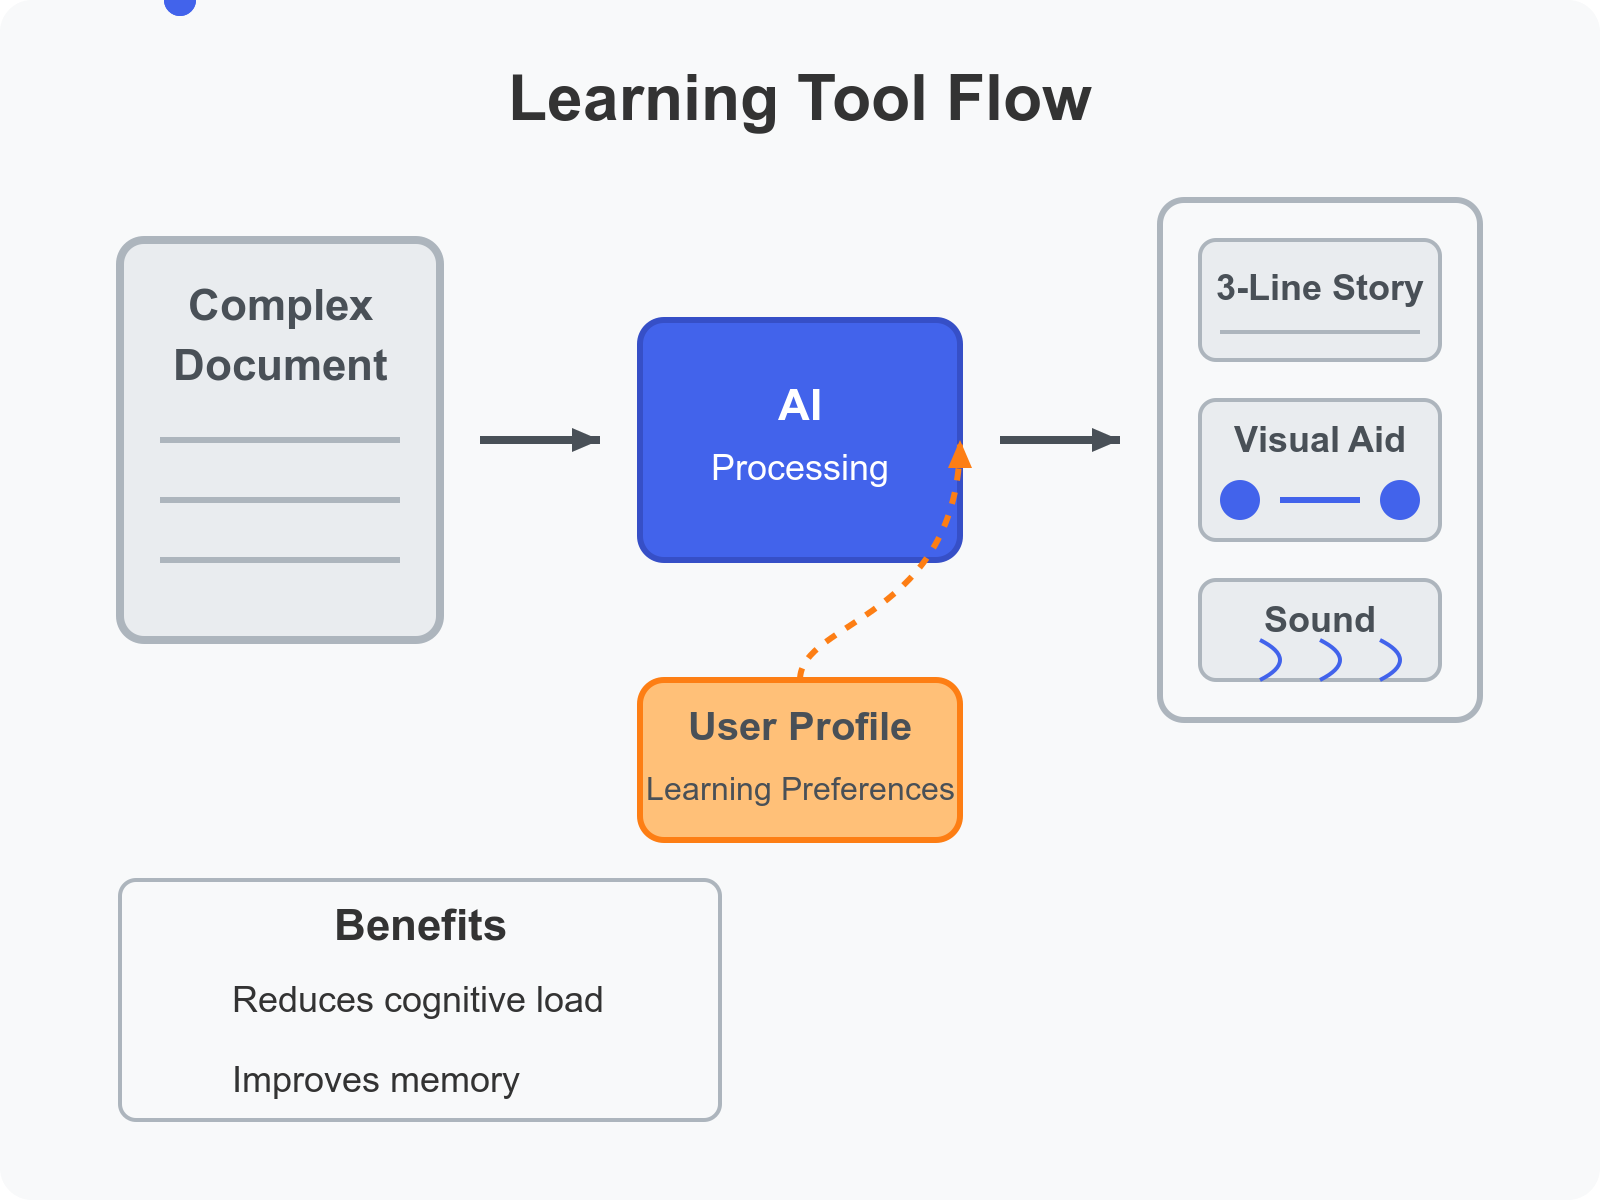 Learning Tool Flow
Complex
Document
AI
Processing
User Profile
Learning Preferences
3-Line Story
Visual Aid
Sound
Benefits
Reduces cognitive load
Improves memory